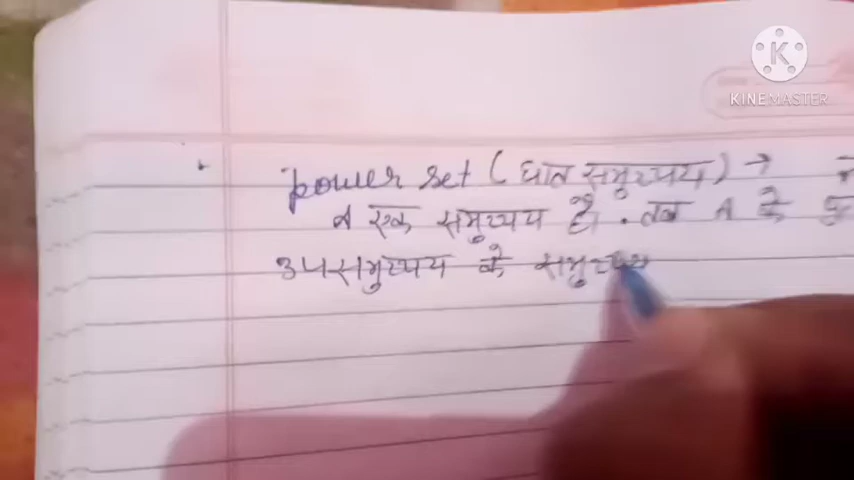 KINEMASTER
power set (घात समुच्चय) →
A एक समुच्चय है। तब A के
उपसमुच्चय के समुच्चय